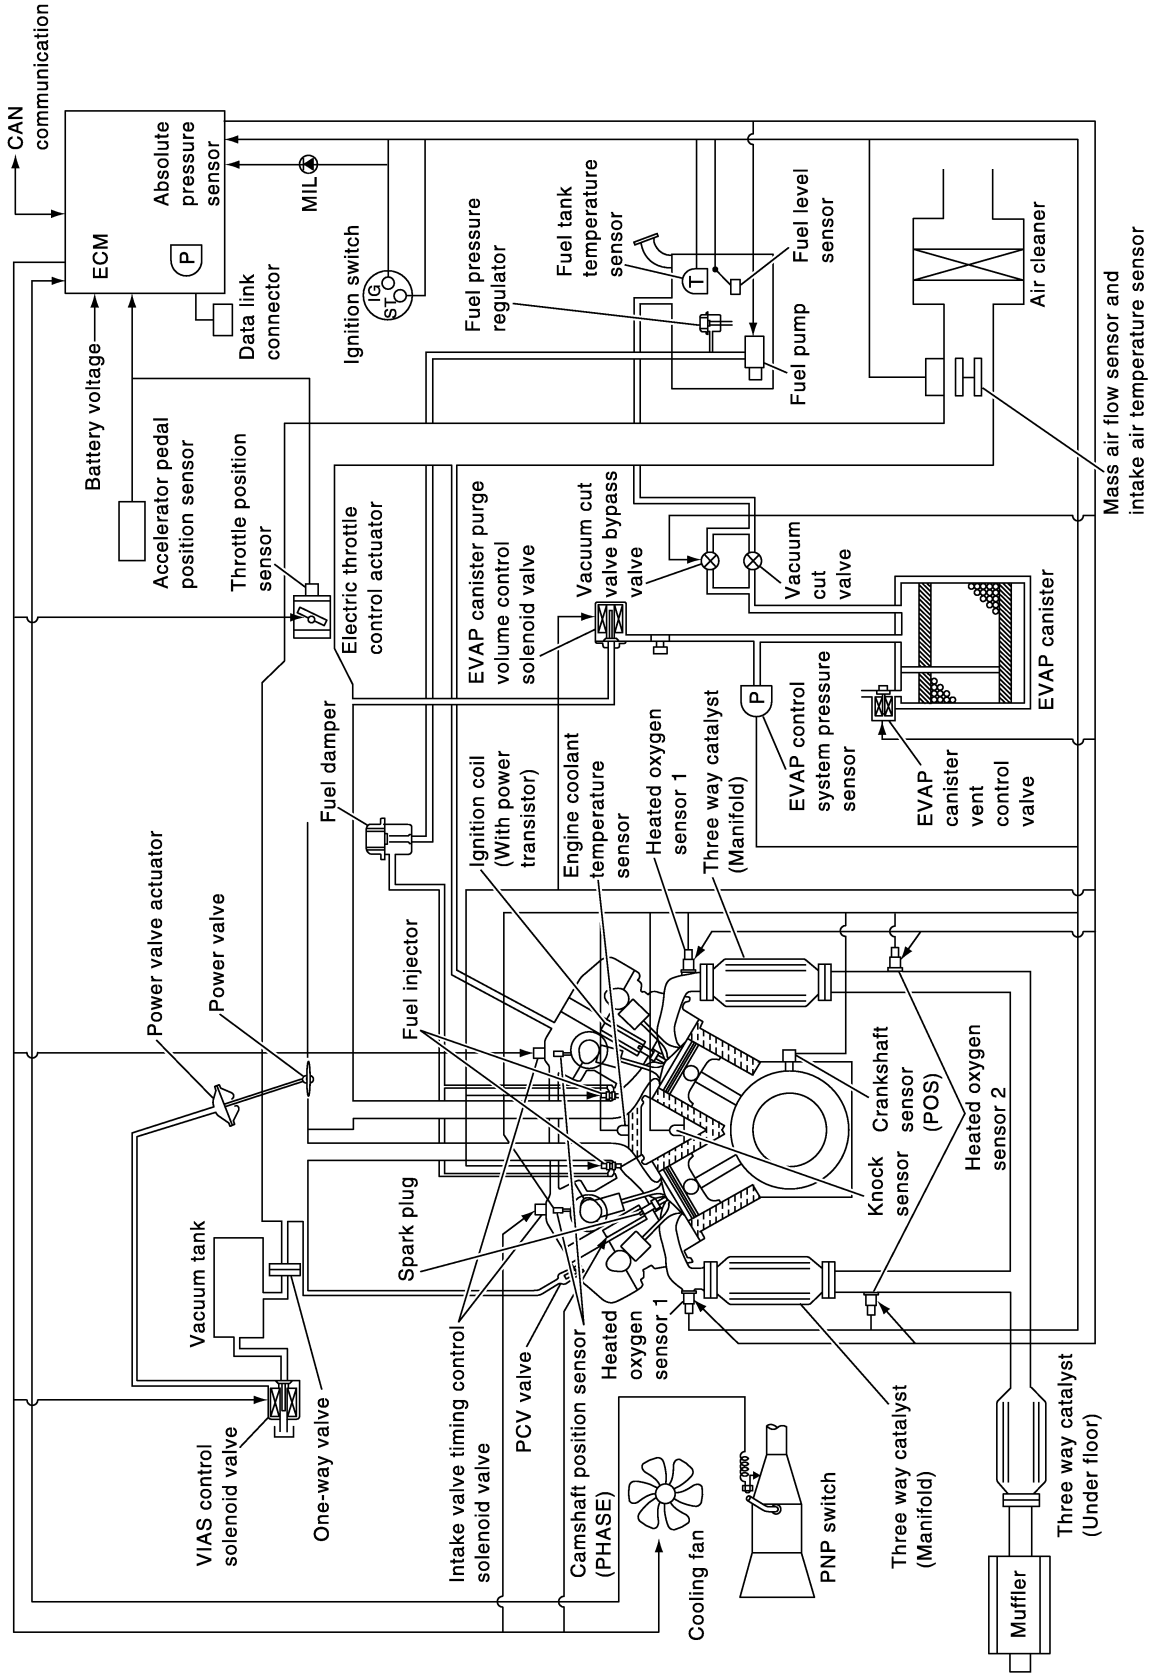 CAN
communication
ECM
Absolute
pressure
sensor
P
MIL
Data link
connector
Battery voltage
Accelerator pedal
position sensor
Ignition switch
IG
ST
Throttle position
sensor
Electric throttle
control actuator
Fuel pressure
regulator
Fuel tank
temperature
sensor
T
Fuel level
sensor
Fuel pump
Air cleaner
Mass air flow sensor and
intake air temperature sensor
EVAP canister purge
volume control
solenoid valve
Vacuum cut
valve bypass
valve
Vacuum
cut
valve
EVAP canister
P
EVAP control
system pressure
sensor
EVAP
canister
vent
control
valve
Fuel damper
Power valve actuator
Power valve
Fuel injector
Ignition coil
(With power
transistor)
Engine coolant
temperature
sensor
Heated oxygen
sensor 1
Three way catalyst
(Manifold)
Crankshaft
sensor
(POS)
Knock
sensor
Heated oxygen
sensor 2
Vacuum tank
VIAS control
solenoid valve
One-way valve
Spark plug
Intake valve timing control
solenoid valve
PCV valve
Camshaft position sensor
(PHASE)
Heated
oxygen
sensor 1
Cooling fan
PNP switch
Three way catalyst
(Manifold)
Three way catalyst
(Under floor)
Muffler